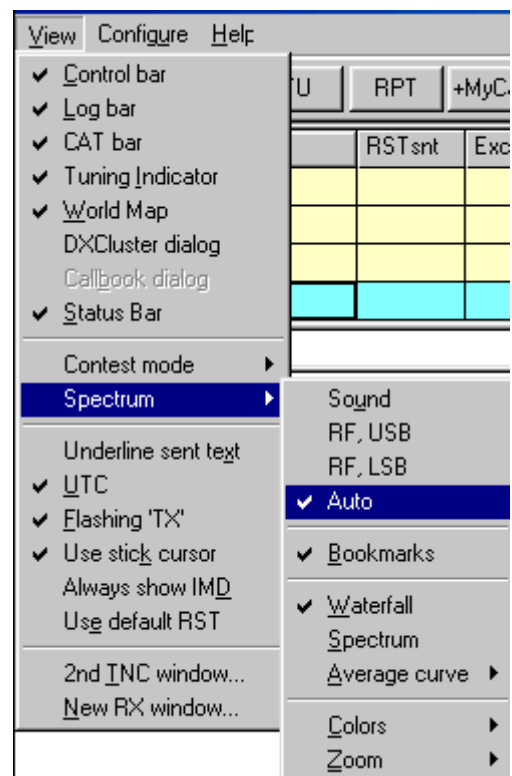 View Configure Help
Control bar
Log bar
CAT bar
Tuning Indicator
World Map
DXCluster dialog
Callbook dialog
Status Bar
Contest mode
Spectrum
Underline sent text
UTC
Flashing 'TX'
Use stick cursor
Always show IMD
Use default RST
2nd TNC window...
New RX window...
RPT
RSTsnt
Sound
RF, USB
RF, LSB
Auto
Bookmarks
Waterfall
Spectrum
Average curve
Colors
Zoom